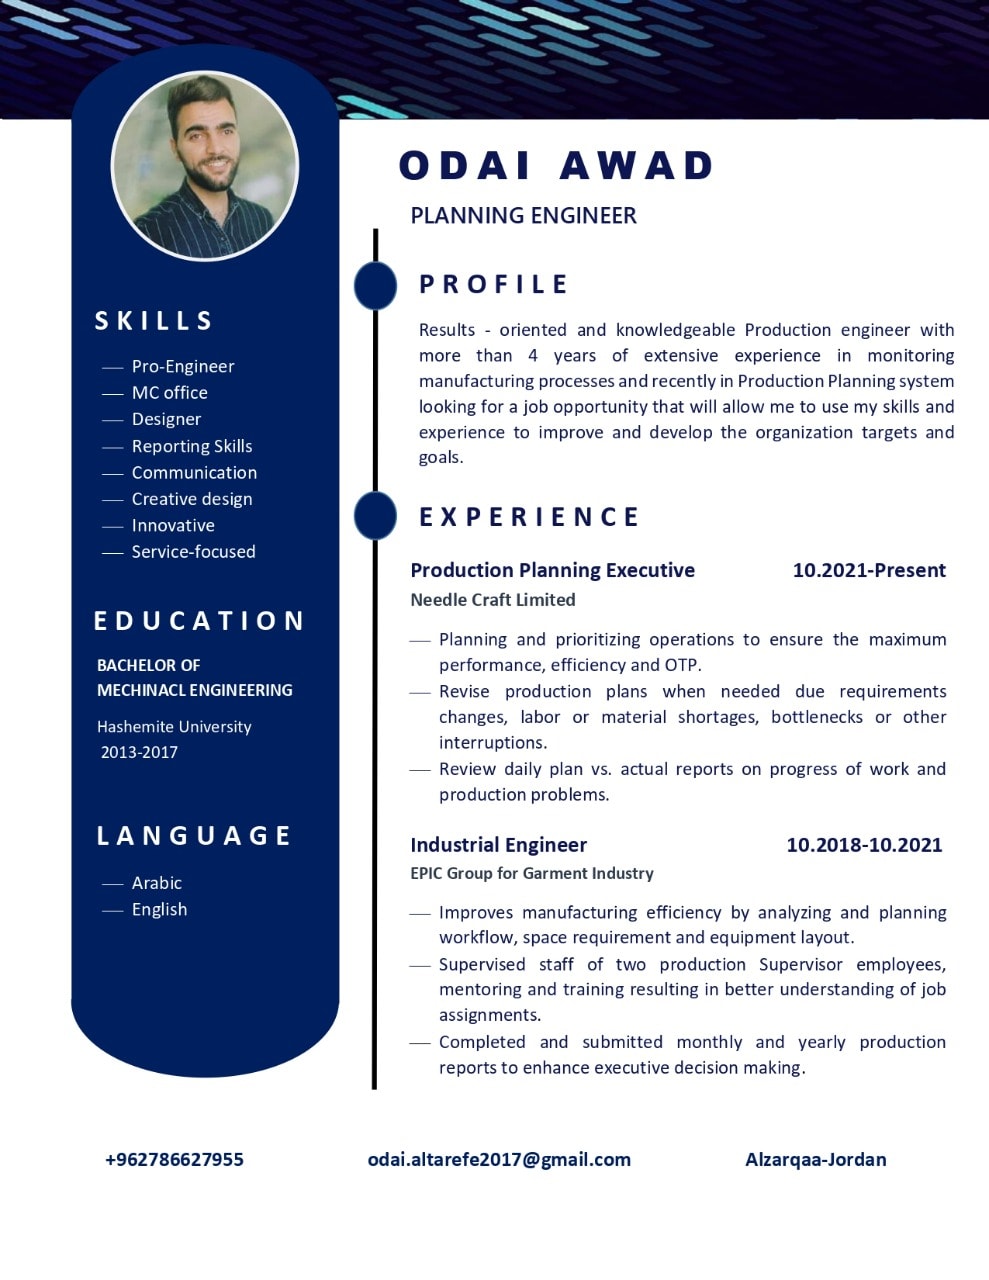 ODAI AWAD
PLANNING ENGINEER
SKILLS
Pro-Engineer
MC office
Designer
Reporting Skills
Communication
Creative design
Innovative
Service-focused
EDUCATION
BACHELOR OF
MECHINACL ENGINEERING
Hashemite University
2013-2017
LANGUAGE
Arabic
English
PROFILE
Results - oriented and knowledgeable Production engineer with
more than 4 years of extensive experience in monitoring
manufacturing processes and recently in Production Planning system
looking for a job opportunity that will allow me to use my skills and
experience to improve and develop the organization targets and
goals.
EXPERIENCE
Production Planning Executive 10.2021-Present
Needle Craft Limited
Planning and prioritizing operations to ensure the maximum
performance, efficiency and OTP.
Revise production plans when needed due requirements
changes, labor or material shortages, bottlenecks or other
interruptions.
Review daily plan vs. actual reports on progress of work and
production problems.
Industrial Engineer 10.2018-10.2021
EPIC Group for Garment Industry
Improves manufacturing efficiency by analyzing and planning
workflow, space requirement and equipment layout.
Supervised staff of two production Supervisor employees,
mentoring and training resulting in better understanding of job
assignments.
Completed and submitted monthly and yearly production
reports to enhance executive decision making.
+962786627955 odai.altarefe2017@gmail.com Alzarqaa-Jordan